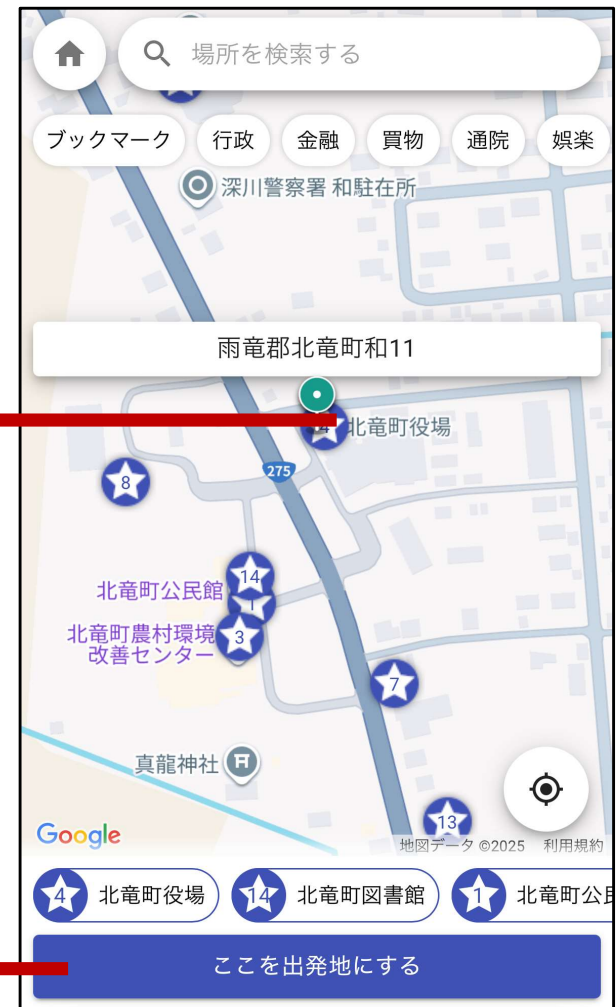 場所を検索する
ブックマーク
行政
金融
買物
通院
娯楽
深川警察署 和駐在所
雨竜郡北竜町和11
北竜町役場
275
8
北竜町公民館
14
1
北竜町農村環境
改善センター
3
7
真龍神社
13
Google
地図データ ©2025 利用規約
4 北竜町役場
14 北竜町図書館
1 北竜町公
ここを出発地にする